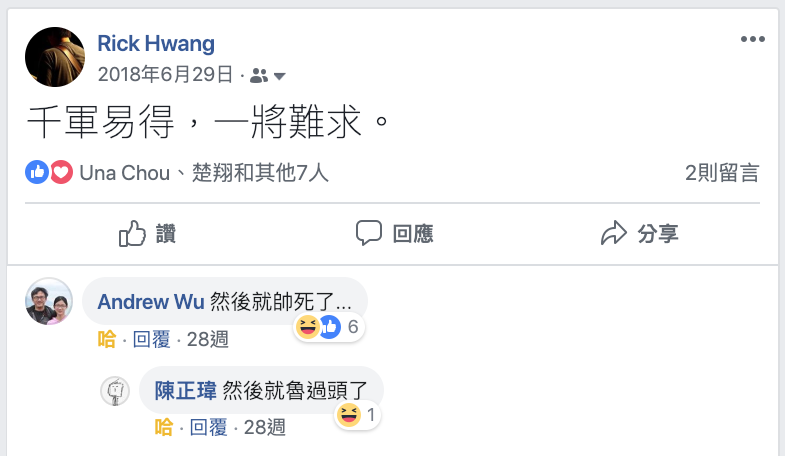 Rick Hwang
2018年6月29日 ·
千軍易得，一將難求。
Una Chou、楚翔和其他7人 2則留言
讚 回應 分享
Andrew Wu 然後就帥死了...
6
哈 · 回覆 · 28週
陳正瑋 然後就魯過頭了
1
哈 · 回覆 · 28週